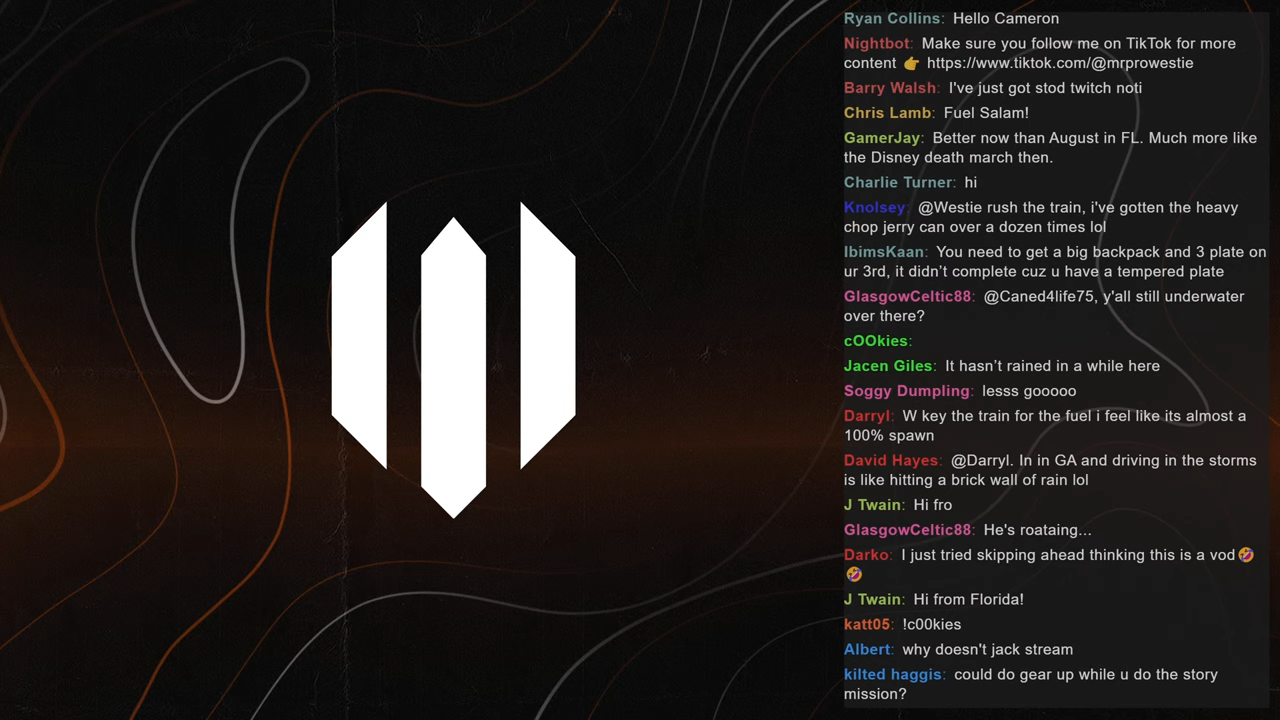 Ryan Collins: Hello Cameron
Nightbot: Make sure you follow me on TikTok for more
content 👉 https://www.tiktok.com/@mrprowestie
Barry Walsh: I've just got stod twitch noti
Chris Lamb: Fuel Salam!
GamerJay: Better now than August in FL. Much more like
the Disney death march then.
Charlie Turner: hi
Knolsey: @Westie rush the train, i've gotten the heavy
chop jerry can over a dozen times lol
IbimsKaan: You need to get a big backpack and 3 plate on
ur 3rd, it didn’t complete cuz u have a tempered plate
GlasgowCeltic88: @Caned4life75, y'all still underwater
over there?
cOOkies:
Jacen Giles: It hasn’t rained in a while here
Soggy Dumpling: lesss gooooo
Darryl: W key the train for the fuel i feel like its almost a
100% spawn
David Hayes: @Darryl. In in GA and driving in the storms
is like hitting a brick wall of rain lol
J Twain: Hi fro
GlasgowCeltic88: He's roataing...
Darko: I just tried skipping ahead thinking this is a vod🤣
🤣
J Twain: Hi from Florida!
katt05: !c00kies
Albert: why doesn't jack stream
kilted haggis: could do gear up while u do the story
mission?